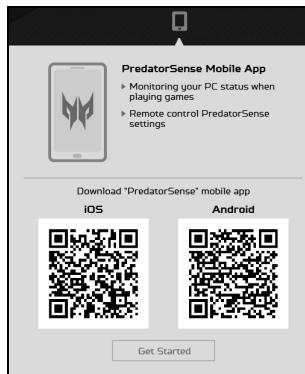 PredatorSense Mobile App
Monitoring your PC status when
playing games
Remote control PredatorSense
settings
Download "PredatorSense" mobile app
iOS
Android
Get Started